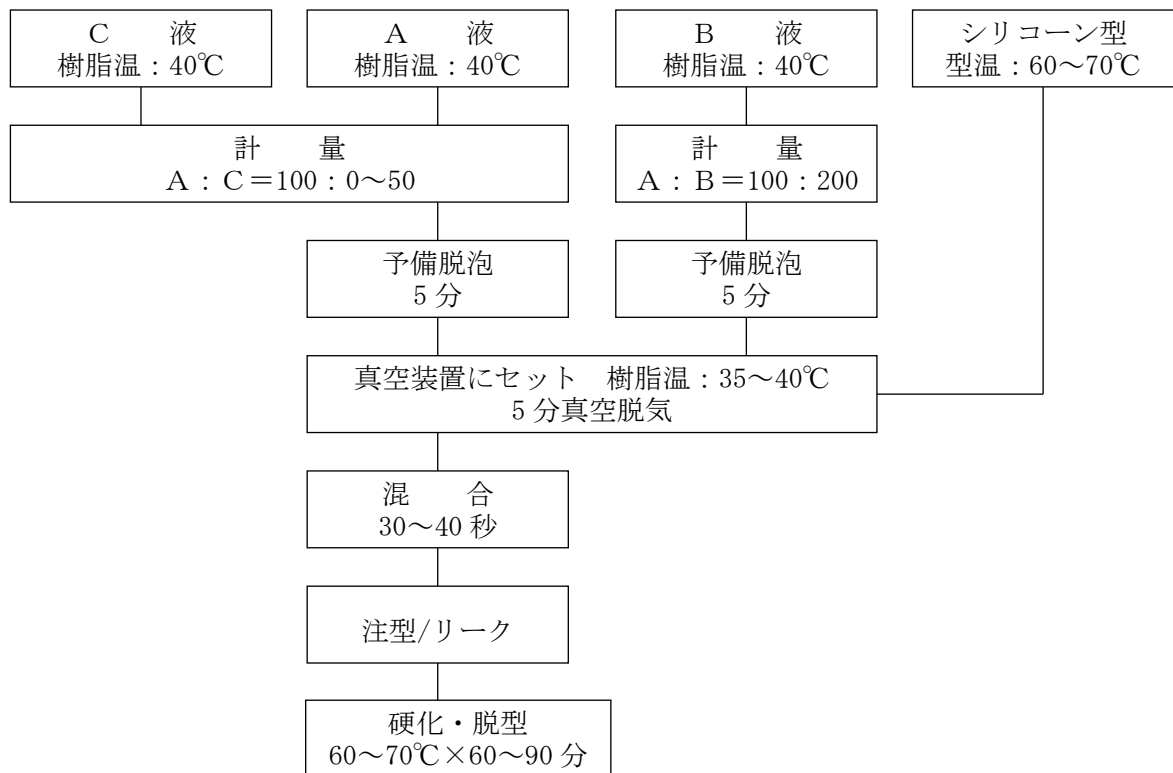 C 液
樹脂温：40℃
A 液
樹脂温：40℃
B 液
樹脂温：40℃
シリコーン型
型温：60～70℃
計 量
A：C＝100：0～50
計 量
A：B＝100：200
予備脱泡
5 分
予備脱泡
5 分
真空装置にセット 樹脂温：35～40℃
5 分真空脱気
混 合
30～40 秒
注型/リーク
硬化・脱型
60～70℃×60～90 分